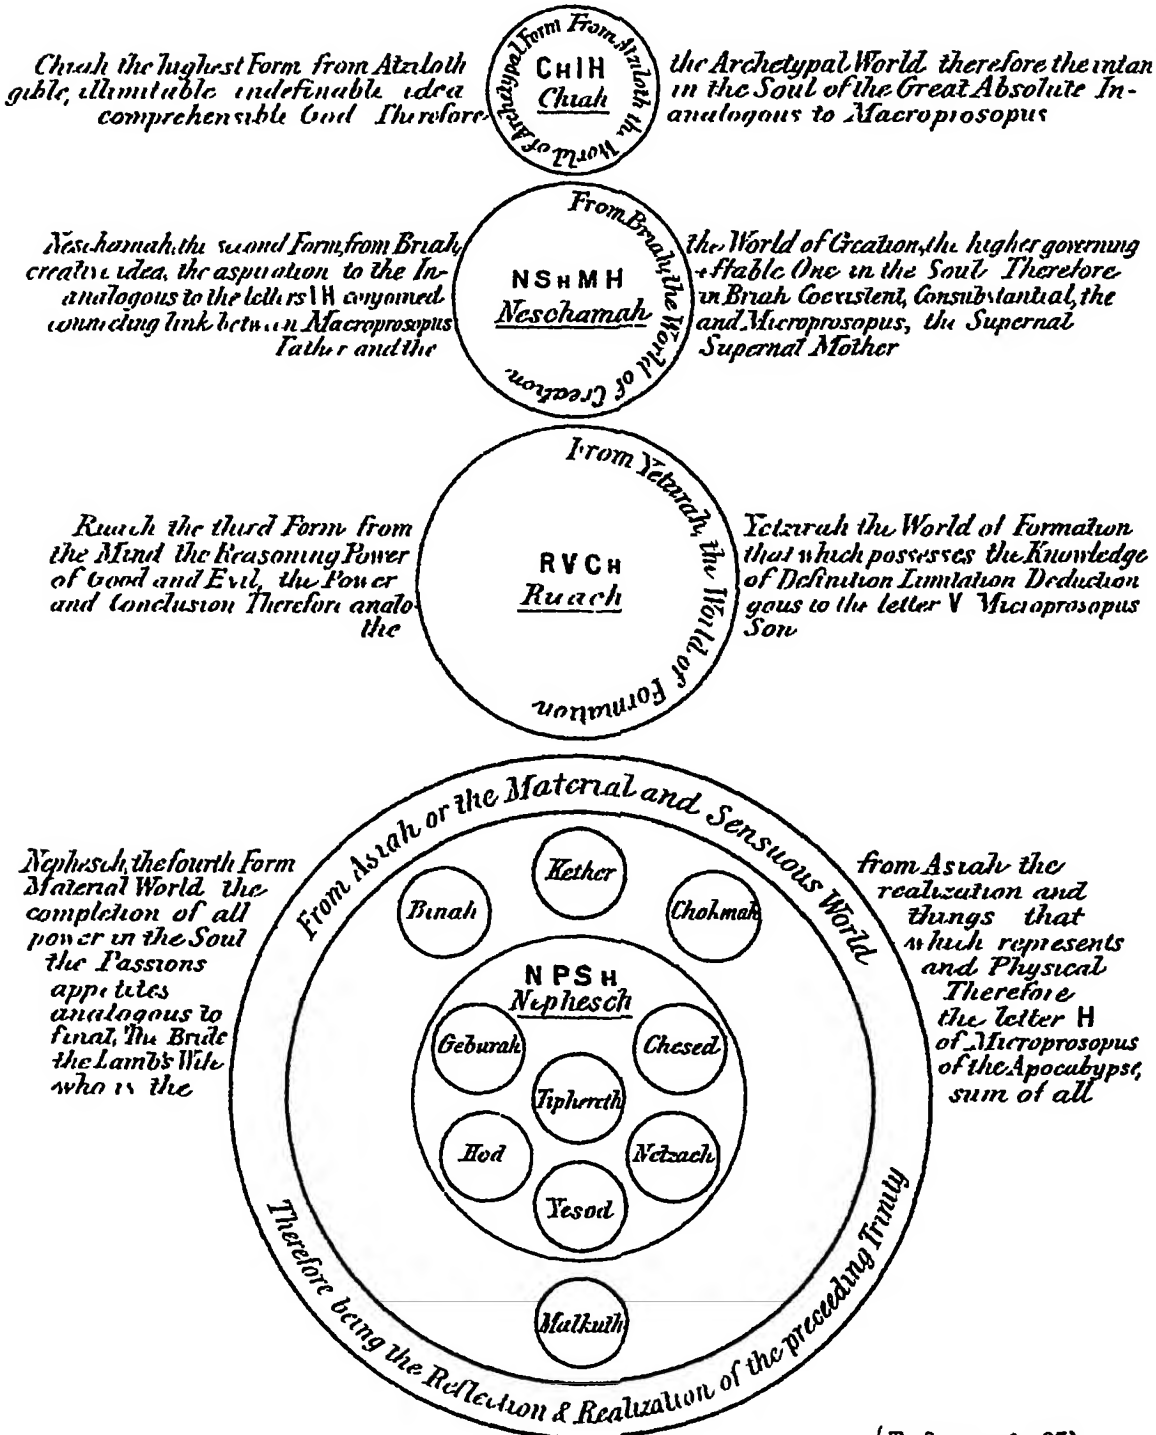 Chiah the highest Form from Atziloth the Archetypal World therefore the intan
gible, illimitable indefinable idea in the Soul of the Great Absolute In-
comprehensible God Therefore analogous to Macroprosopus
From Atziloth the World of Archetypal Form
CHIH
Chiah
Neschamah, the second Form, from Briah, the World of Creation, the higher governing
creative idea, the aspiration to the In- effable One in the Soul Therefore
analogous to the letters IH conjoined in Briah Coexistent, Consubstantial, the
connecting link between Macroprosopus and Microprosopus, the Supernal
Father and the Supernal Mother
From Briah, the World of Creation
NSHMH
Neschamah
Ruach the third Form from Yetzirah the World of Formation
the Mind the Reasoning Power that which possesses the Knowledge
of Good and Evil, the Power of Definition Limitation Deduction
and Conclusion Therefore analo gous to the letter V Microprosopus
the Son
From Yetzirah, the World of Formation
RVCH
Ruach
Nephesch, the fourth Form from Asiah the
Material World the realization and
completion of all things that
power in the Soul which represents
the Passions and Physical
appetites Therefore
analogous to the letter H
final, The Bride of Microprosopus
the Lamb's Wife of the Apocabypse,
who is the sum of all
From Asiah or the Material and Sensuous World
Kether
Binah
Chokmah
NPSH
Nephesch
Geburah
Chesed
Tiphereth
Hod
Netzach
Yesod
Malkuth
Therefore being the Reflection & Realization of the preceeding Trinity